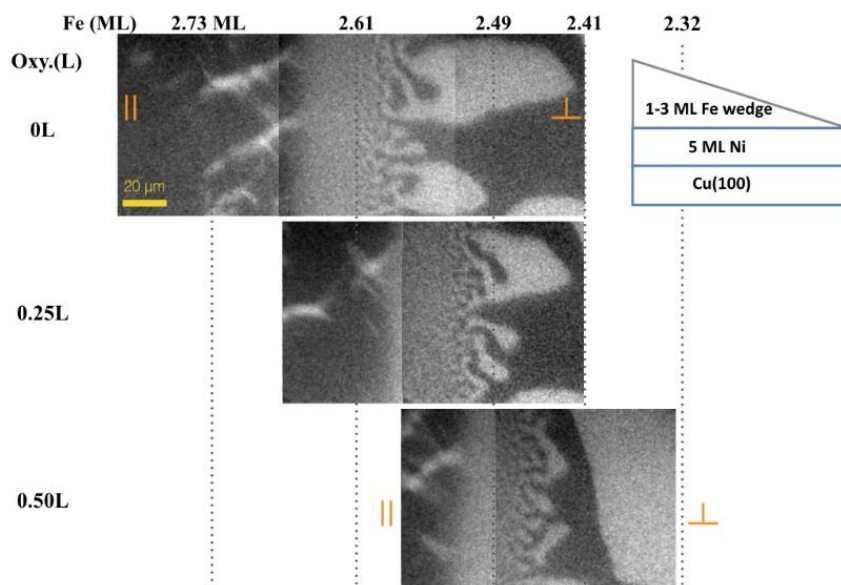 Fe (ML) 2.73 ML 2.61 2.49 2.41 2.32
Oxy.(L)
|| ⊥
0L
20 µm
1-3 ML Fe wedge
5 ML Ni
Cu(100)
0.25L
0.50L
|| ⊥